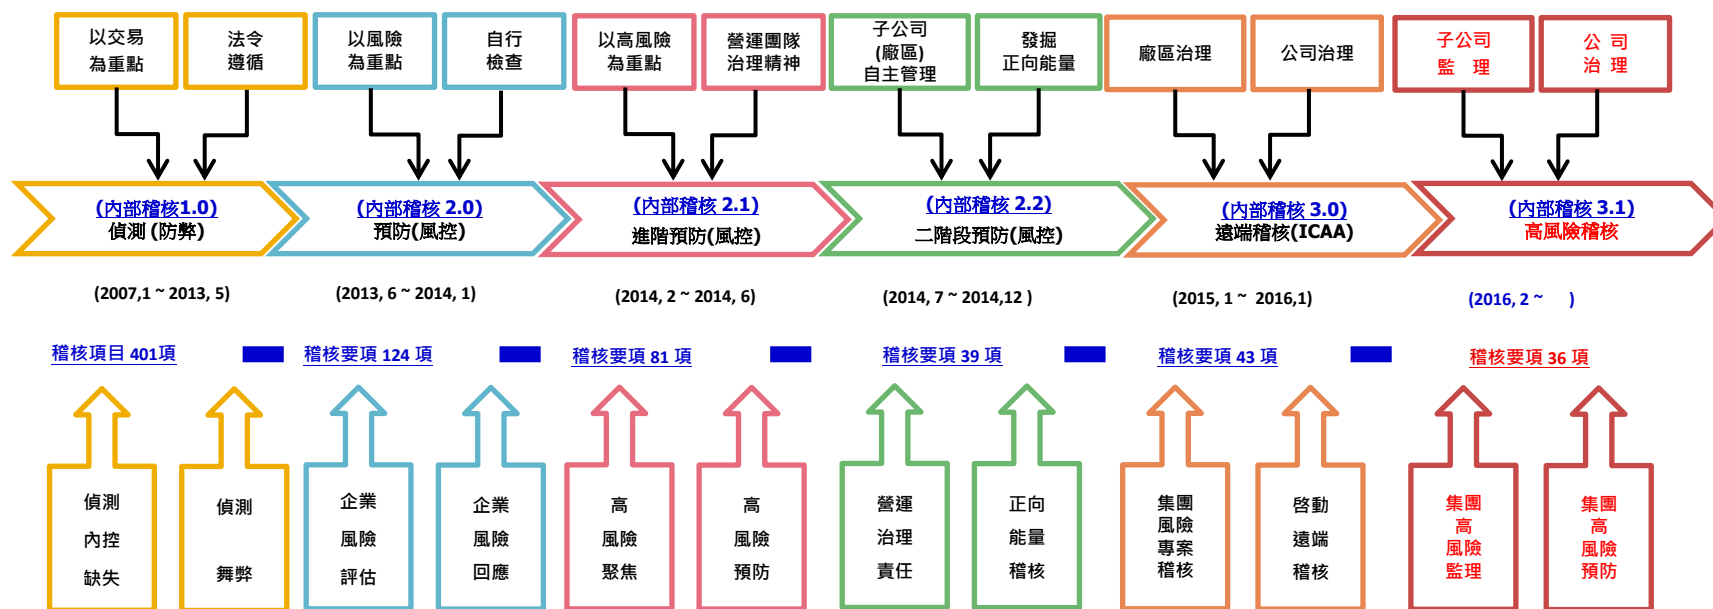 以交易
為重點
法令
遵循
以風險
為重點
自行
檢查
以高風險
為重點
營運團隊
治理精神
子公司
(廠區)
自主管理
發掘
正向能量
廠區治理
公司治理
子公司
監 理
公 司
治 理
(內部稽核1.0)
偵測 (防弊)
(內部稽核 2.0)
預防(風控)
(內部稽核 2.1)
進階預防(風控)
(內部稽核 2.2)
二階段預防(風控)
(內部稽核 3.0)
遠端稽核(ICAA)
(內部稽核 3.1)
高風險稽核
(2007,1 ~ 2013, 5)
(2013, 6 ~ 2014, 1)
(2014, 2 ~ 2014, 6)
(2014, 7 ~ 2014,12 )
(2015, 1 ~ 2016,1)
(2016, 2 ~ )
稽核項目 401項
稽核要項 124 項
稽核要項 81 項
稽核要項 39 項
稽核要項 43 項
稽核要項 36 項
偵測
內控
缺失
偵測
舞弊
企業
風險
評估
企業
風險
回應
高
風險
聚焦
高
風險
預防
營運
治理
責任
正向
能量
稽核
集團
風險
專案
稽核
啓動
遠端
稽核
集團
高
風險
監理
集團
高
風險
預防